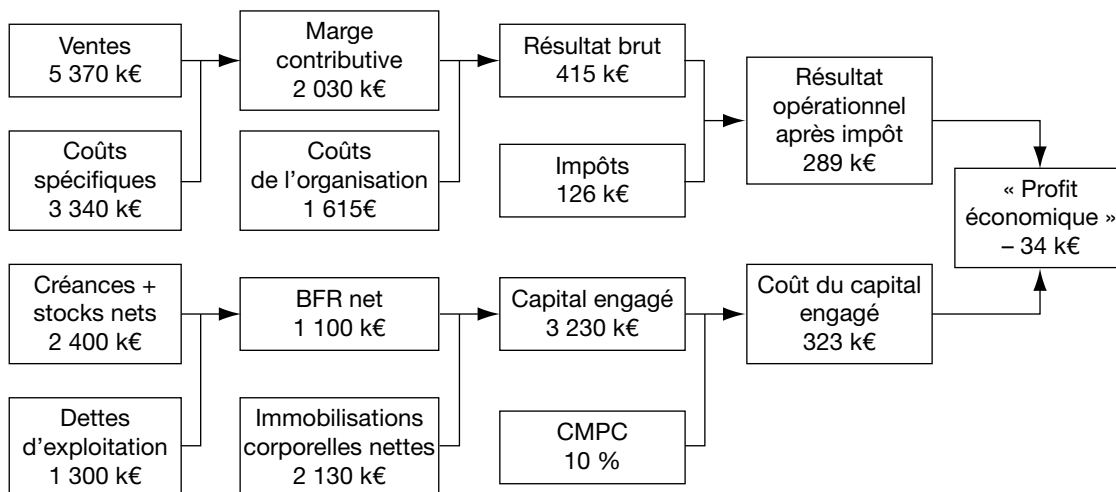 Ventes
5 370 k€
Marge
contributive
2 030 k€
Résultat brut
415 k€
Résultat
opérationnel
après impôt
289 k€
Coûts
spécifiques
3 340 k€
Coûts
de l’organisation
1 615€
Impôts
126 k€
« Profit
économique »
– 34 k€
Créances +
stocks nets
2 400 k€
BFR net
1 100 k€
Capital engagé
3 230 k€
Coût du capital
engagé
323 k€
Dettes
d’exploitation
1 300 k€
Immobilisations
corporelles nettes
2 130 k€
CMPC
10 %